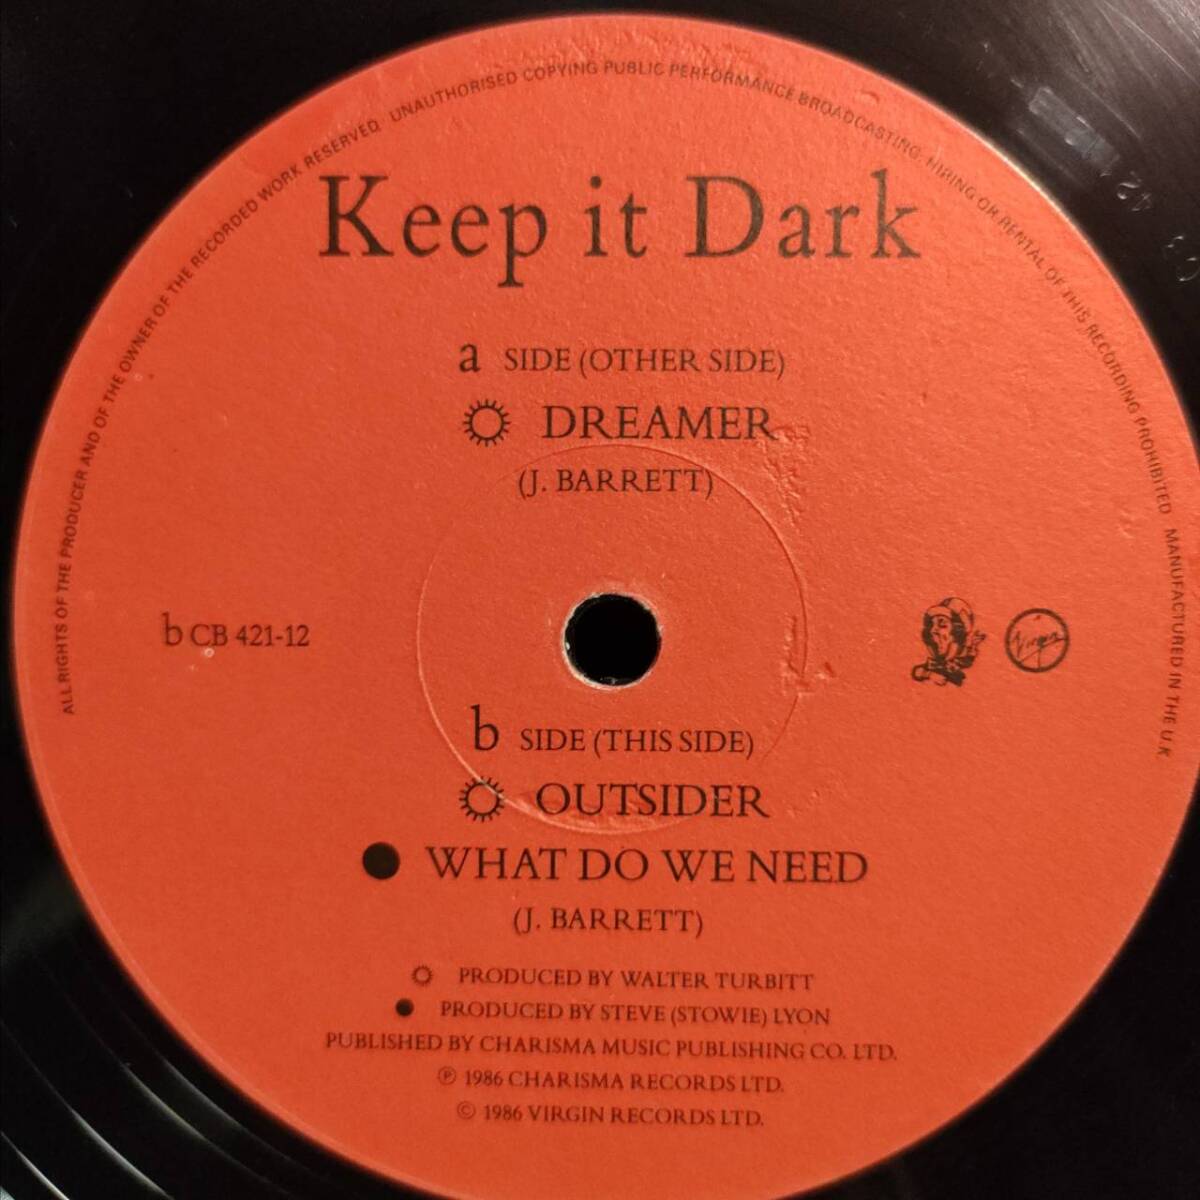 ALL RIGHTS OF THE PRODUCER AND OF THE OWNER OF THE RECORDED WORK RESERVED. UNAUTHORISED COPYING PUBLIC PERFORMANCE BROADCASTING, HIRING OR RENTAL OF THIS RECORDING PROHIBITED MANUFACTURED IN THE U.K
Keep it Dark
a SIDE (OTHER SIDE)
DREAMER
(J. BARRETT)
b CB 421-12
Virgin
b SIDE (THIS SIDE)
OUTSIDER
● WHAT DO WE NEED
(J. BARRETT)
PRODUCED BY WALTER TURBITT
● PRODUCED BY STEVE (STOWIE) LYON
PUBLISHED BY CHARISMA MUSIC PUBLISHING CO. LTD.
℗ 1986 CHARISMA RECORDS LTD.
© 1986 VIRGIN RECORDS LTD.